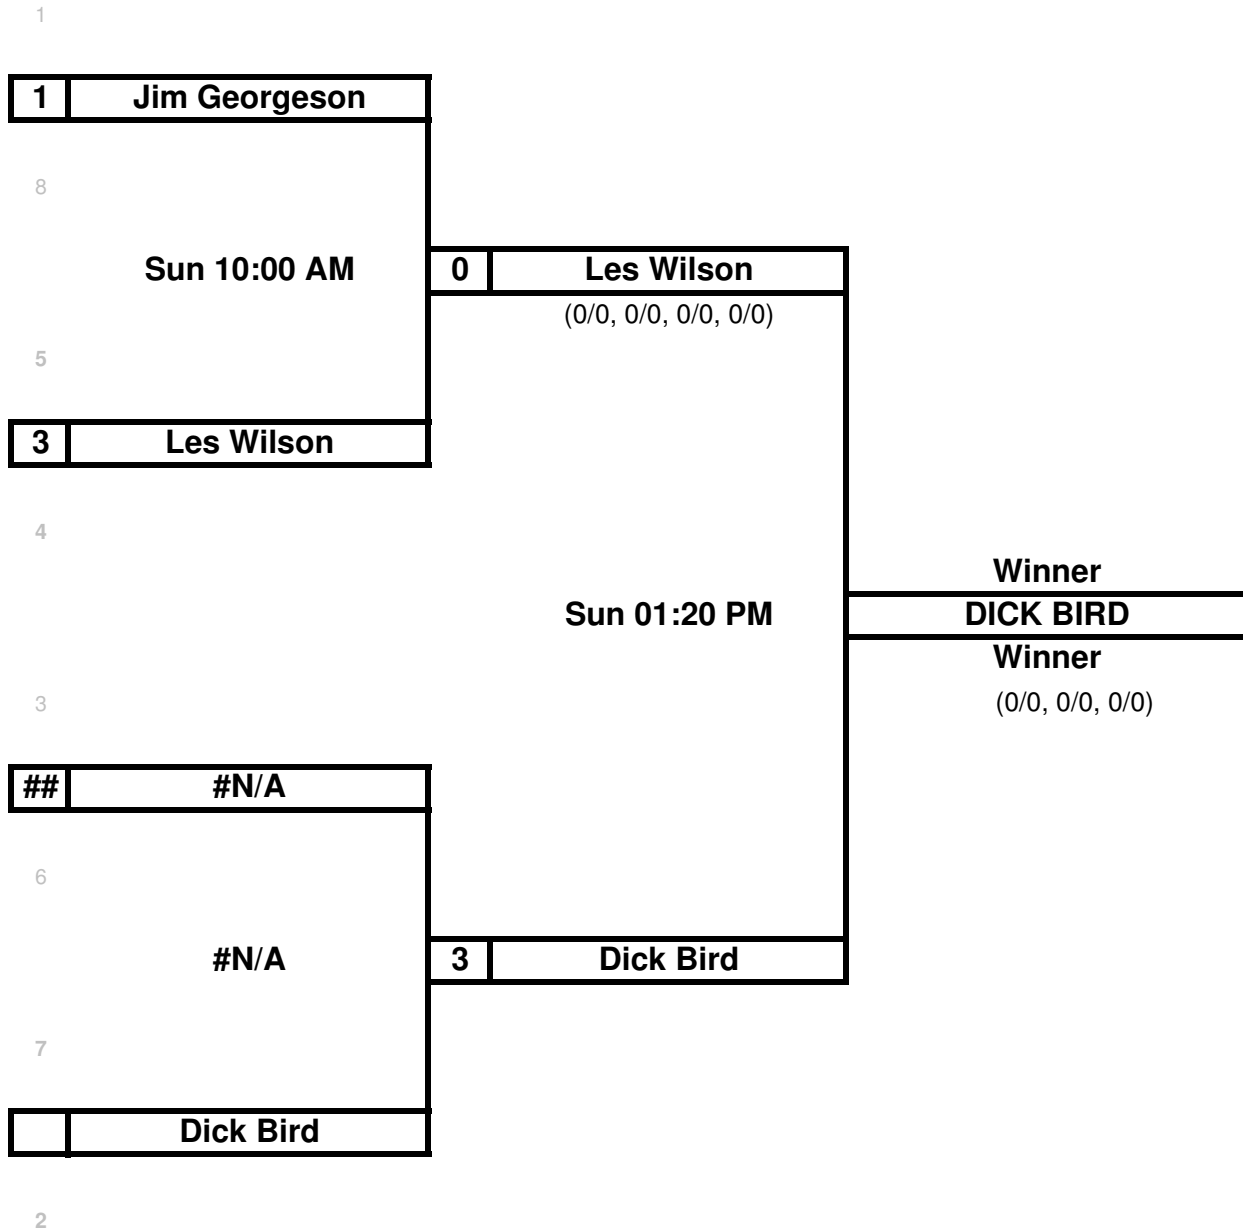 1
1 Jim Georgeson
8
Sun 10:00 AM
0 Les Wilson
(0/0, 0/0, 0/0, 0/0)
5
3 Les Wilson
4
Winner
Sun 01:20 PM
DICK BIRD
Winner
3
(0/0, 0/0, 0/0)
## #N/A
6
#N/A
3 Dick Bird
7
Dick Bird
2